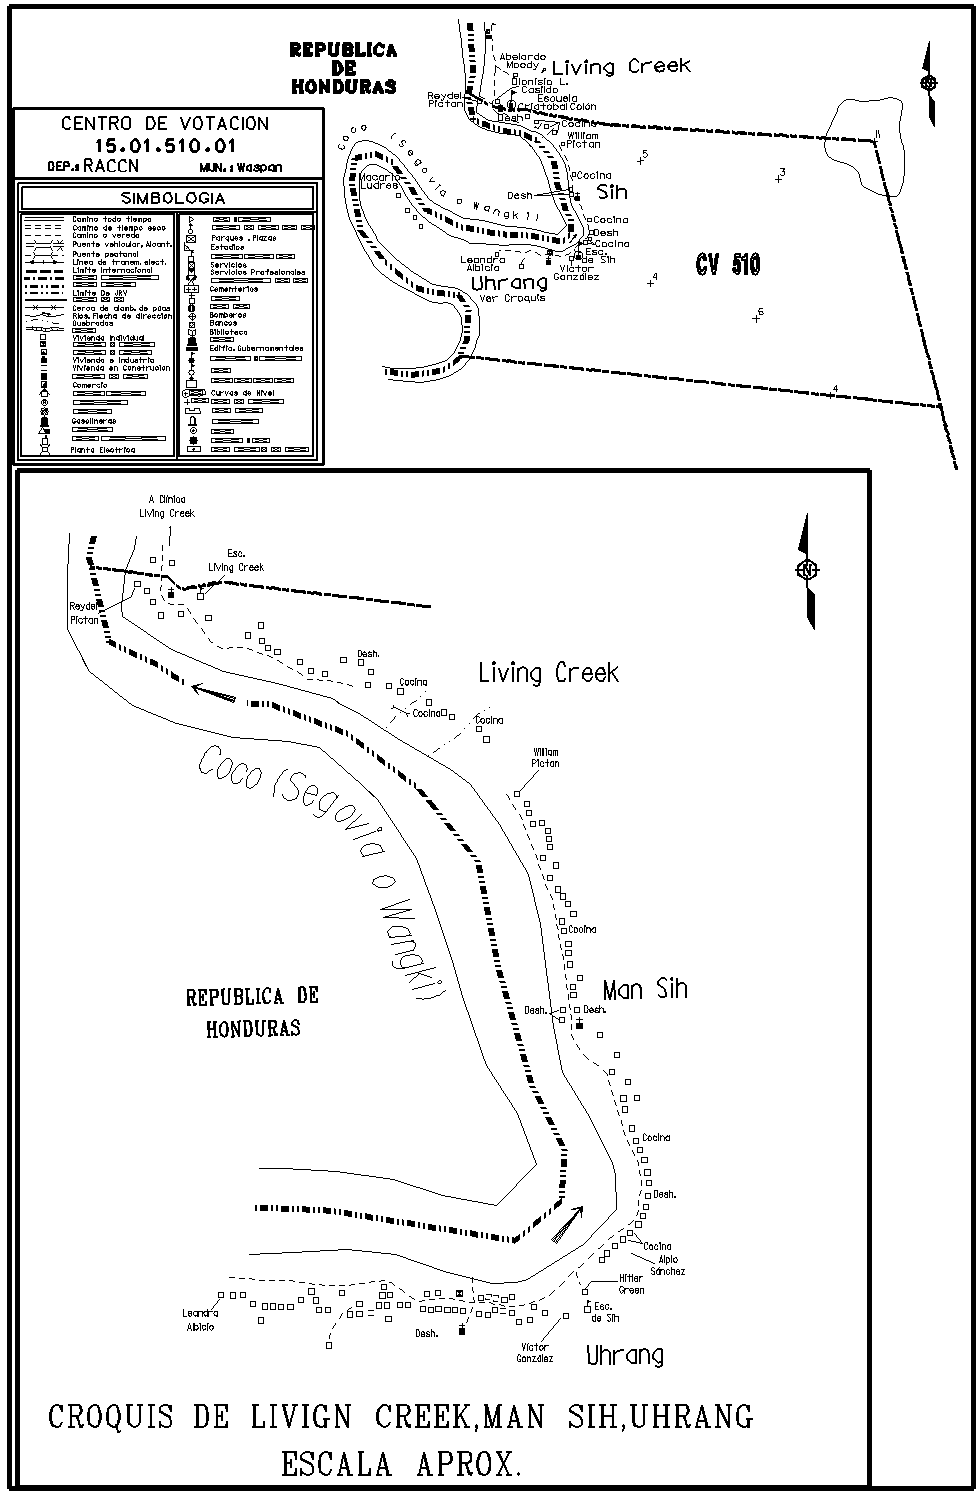 REPUBLICA
DE
HONDURAS
CENTRO DE VOTACION
15.01.510.01
DEP.: RACCN
MUN.: Waspan
SIMBOLOGIA
Camino todo tiempo
Camino de tiempo seco
Camino o vereda
Puente vehicular, Alcant.
Puente peatonal
Linea de transm. elect.
Limite Internacional
Limite De JRV
Cerca de alamb. de púas
Rios, Flecha de dirección
Quebradas
Vivienda Individual
Vivienda e Industria
Vivienda en Construcion
Comercio
Gasolineras
Planta Electrica
Parques , Plazas
Estadios
Servicios
Servicios Profesionales
Cementerios
Bomberos
Bancos
Biblioteca
Edific. Gubernamentales
Curvas de Nivel
Abelardo
Moody
Living Creek
Dionisio L.
Casildo
Reydel
Pictan
Escuela
Cristobal Colón
Desh
Cocina
William
Pictan
Coco (Segovia o Wangki)
Macario
Ludres
Cocina
Desh
Sih
Cocina
Desh
Cocina
Esc.
de Sih
Leandra
Albicio
Victor
González
Uhrang
Ver Croquis
CV 510
11
5
3
4
6
4
A Clínica
Living Creek
Esc.
Living Creek
Reydel
Pictan
Desh.
Cocina
Cocina
Cocina
Living Creek
William
Pictan
Coco (Segovia o Wangki)
Cocina
REPUBLICA DE
HONDURAS
Man Sih
Desh.
Desh.
Cocina
Desh.
Cocina
Alpio
Sánchez
Hitler
Green
Esc.
de Sih
Leandra
Albicio
Desh.
Víctor
González
Uhrang
N
CROQUIS DE LIVIGN CREEK,MAN SIH,UHRANG
ESCALA APROX.